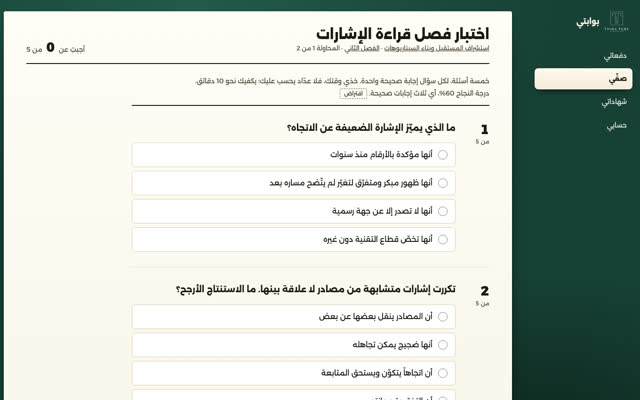 بوابتي
دفعاتي
صفّي
شهاداتي
حسابي
اختبار فصل قراءة الإشارات
استشراف المستقبل وبناء السيناريوهات · الفصل الثاني · المحاولة 1 من 2
أجبتَ عن 0 من 5
خمسة أسئلة، لكل سؤال إجابة صحيحة واحدة. خذي وقتك، فلا عدّاد يحسب عليك؛ يكفيك نحو 10 دقائق.
درجة النجاح 60%، أي ثلاث إجابات صحيحة. افتراض
1
من 5
ما الذي يميّز الإشارة الضعيفة عن الاتجاه؟
أنها مؤكدة بالأرقام منذ سنوات
أنها ظهور مبكر ومتفرّق لتغيّر لم يتّضح مساره بعد
أنها لا تصدر إلا عن جهة رسمية
أنها تخصّ قطاع التقنية دون غيره
2
من 5
تكررت إشارات متشابهة من مصادر لا علاقة بينها. ما الاستنتاج الأرجح؟
أن المصادر ينقل بعضها عن بعض
أنها ضجيج يمكن تجاهله
أن اتجاهاً يتكوّن ويستحق المتابعة